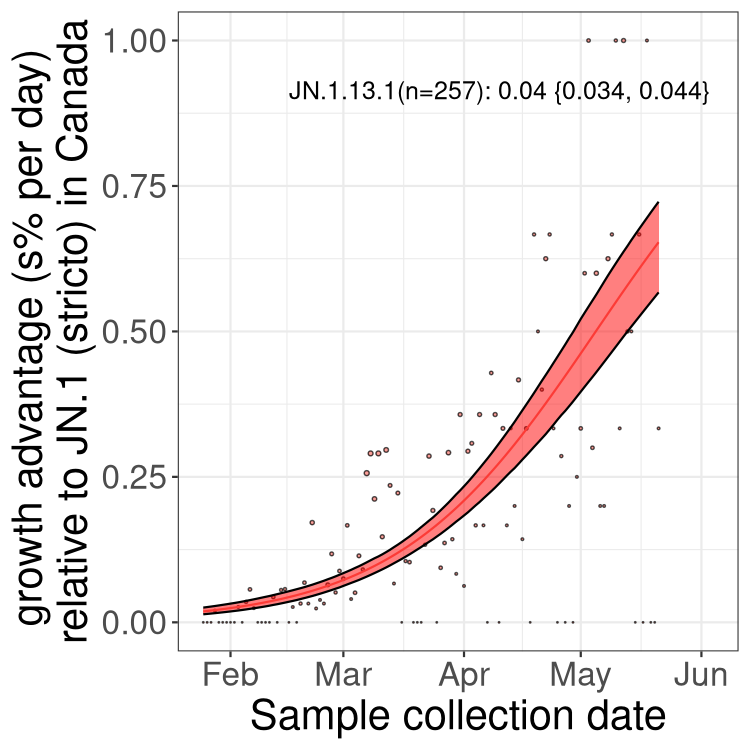 growth advantage (s% per day)
relative to JN.1 (stricto) in Canada
1.00
0.75
0.50
0.25
0.00
JN.1.13.1(n=257): 0.04 {0.034, 0.044}
Feb Mar Apr May Jun
Sample collection date